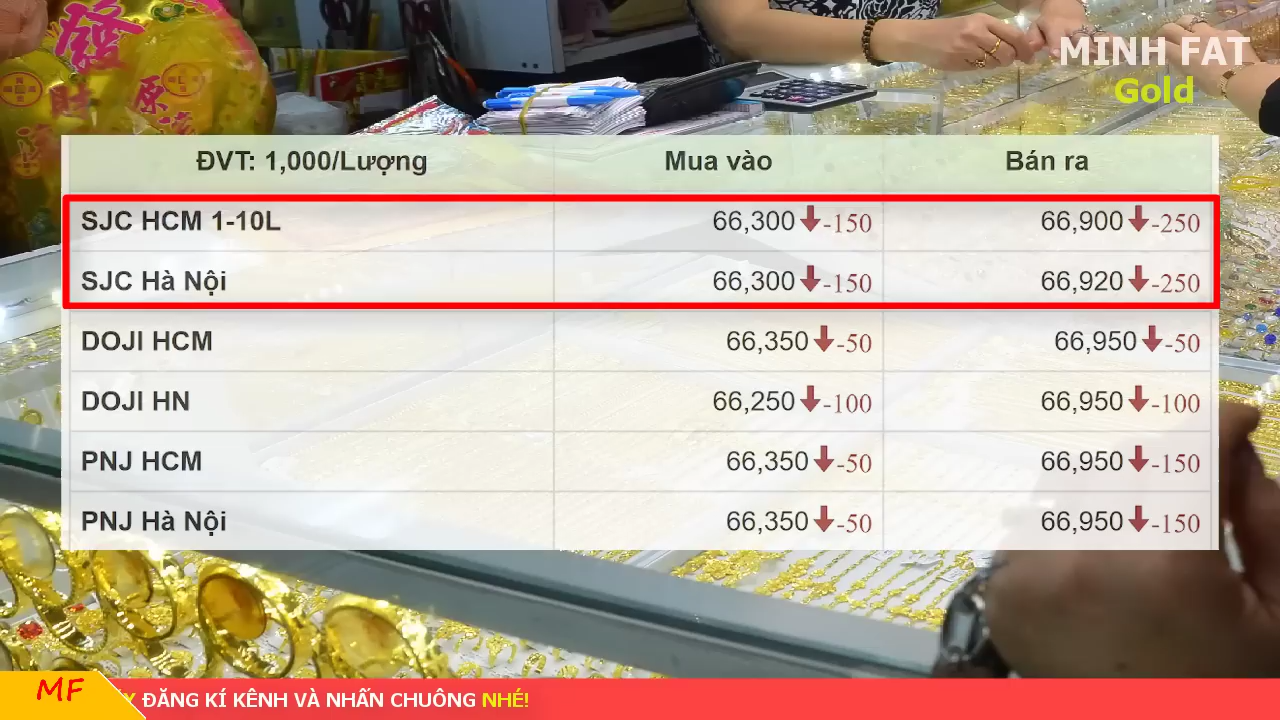 發
財
原
MINH FAT
Gold
ĐVT: 1,000/Lượng Mua vào Bán ra
SJC HCM 1-10L 66,300 -150 66,900 -250
SJC Hà Nội 66,300 -150 66,920 -250
DOJI HCM 66,350 -50 66,950 -50
DOJI HN 66,250 -100 66,950 -100
PNJ HCM 66,350 -50 66,950 -150
PNJ Hà Nội 66,350 -50 66,950 -150
MF ĐĂNG KÍ KÊNH VÀ NHẤN CHUÔNG NHÉ!